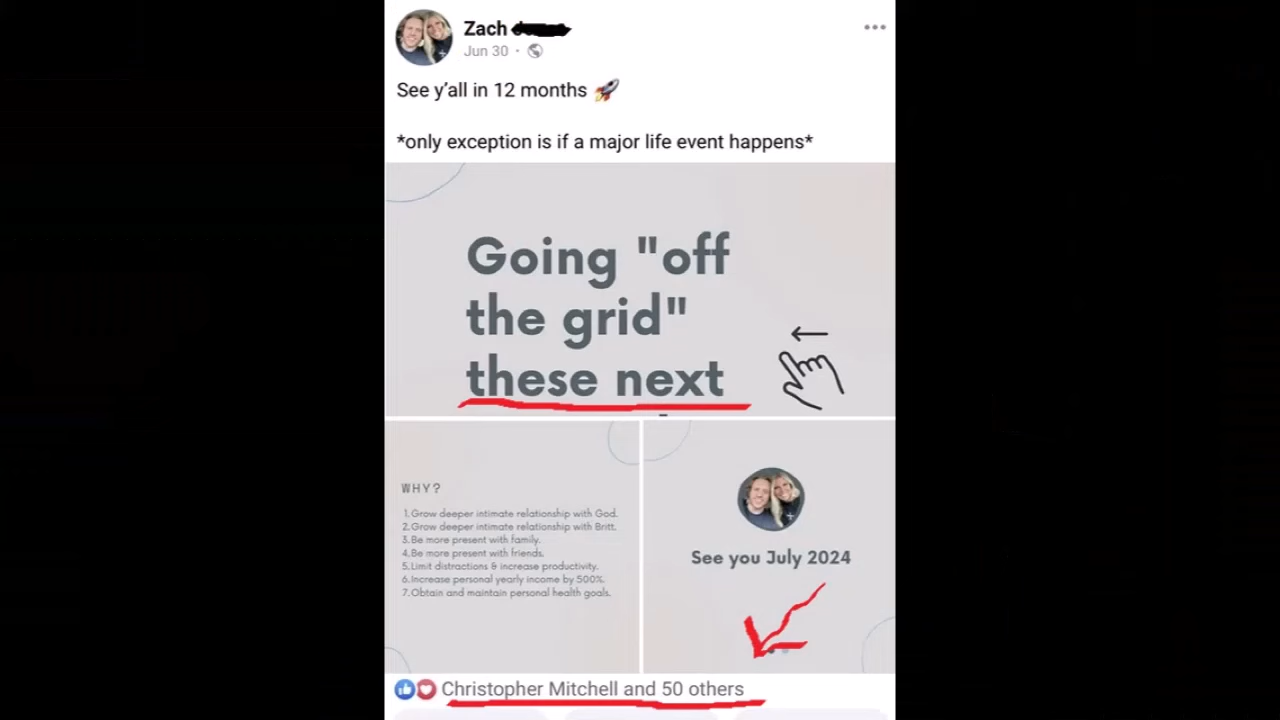 Zach
Jun 30 ·
See y'all in 12 months 🚀
*only exception is if a major life event happens*
Going "off
the grid"
these next
WHY?
1. Grow deeper intimate relationship with God.
2. Grow deeper intimate relationship with Britt.
3. Be more present with family.
4. Be more present with friends.
5. Limit distractions & increase productivity.
6. Increase personal yearly income by 500%.
7. Obtain and maintain personal health goals.
See you July 2024
Christopher Mitchell and 50 others